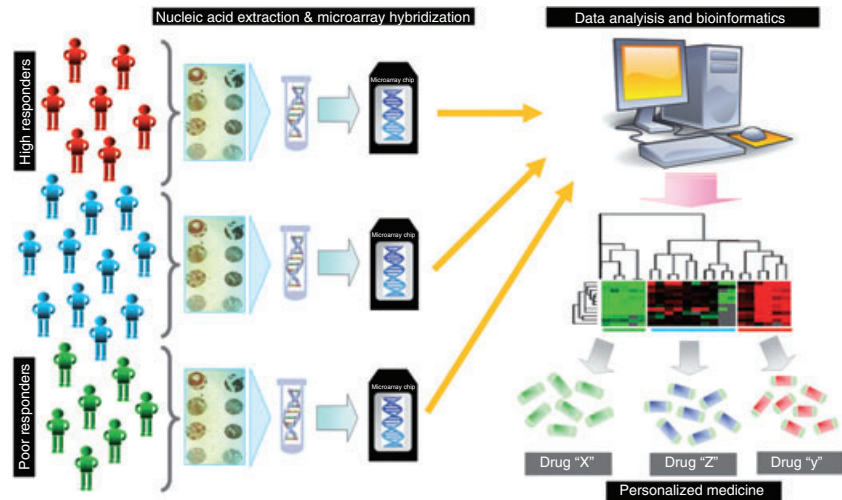 Nucleic acid extraction & microarray hybridization
Data analyisis and bioinformatics
High responders
Microarray chip
Microarray chip
Poor responders
Microarray chip
Drug “X”
Drug “Z”
Drug “y”
Personalized medicine